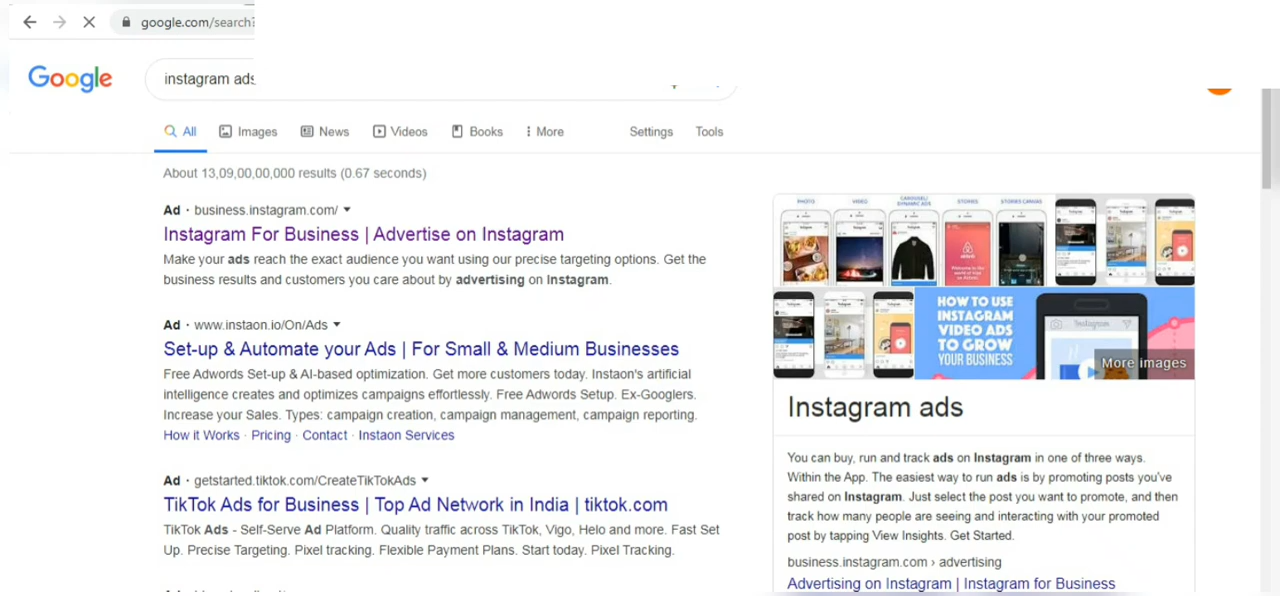 google.com/search?
Google
instagram ads
All Images News Videos Books More Settings Tools
About 13,09,00,00,000 results (0.67 seconds)
Ad · business.instagram.com/
Instagram For Business | Advertise on Instagram
Make your ads reach the exact audience you want using our precise targeting options. Get the
business results and customers you care about by advertising on Instagram.
Ad · www.instaon.io/On/Ads
Set-up & Automate your Ads | For Small & Medium Businesses
Free Adwords Set-up & AI-based optimization. Get more customers today. Instaon's artificial
intelligence creates and optimizes campaigns effortlessly. Free Adwords Setup. Ex-Googlers.
Increase your Sales. Types: campaign creation, campaign management, campaign reporting.
How it Works · Pricing · Contact · Instaon Services
Ad · getstarted.tiktok.com/CreateTikTokAds
TikTok Ads for Business | Top Ad Network in India | tiktok.com
TikTok Ads - Self-Serve Ad Platform. Quality traffic across TikTok, Vigo, Helo and more. Fast Set
Up. Precise Targeting. Pixel tracking. Flexible Payment Plans. Start today. Pixel Tracking.
PHOTO VIDEO CAROUSEL/ STORIES STORIES CANVAS
DYNAMIC ADS
HOW TO USE
INSTAGRAM
VIDEO ADS
TO GROW
YOUR BUSINESS
Instagram
More images
Instagram ads
You can buy, run and track ads on Instagram in one of three ways.
Within the App. The easiest way to run ads is by promoting posts you've
shared on Instagram. Just select the post you want to promote, and then
track how many people are seeing and interacting with your promoted
post by tapping View Insights. Get Started.
business.instagram.com › advertising
Advertising on Instagram | Instagram for Business